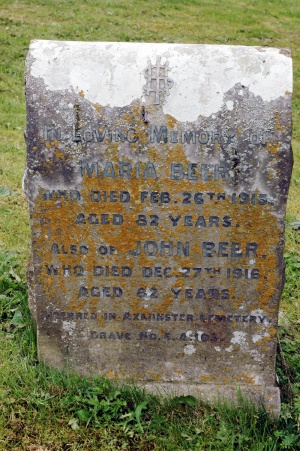 IHS
In Loving Memory of
MARIA BEER
WHO DIED FEB. 26TH 1915.
AGED 82 YEARS.
ALSO OF JOHN BEER,
WHO DIED DEC. 27TH 1916.
AGED 82 YEARS.
INTERRED IN AXMINSTER CEMETERY,
GRAVE NO.